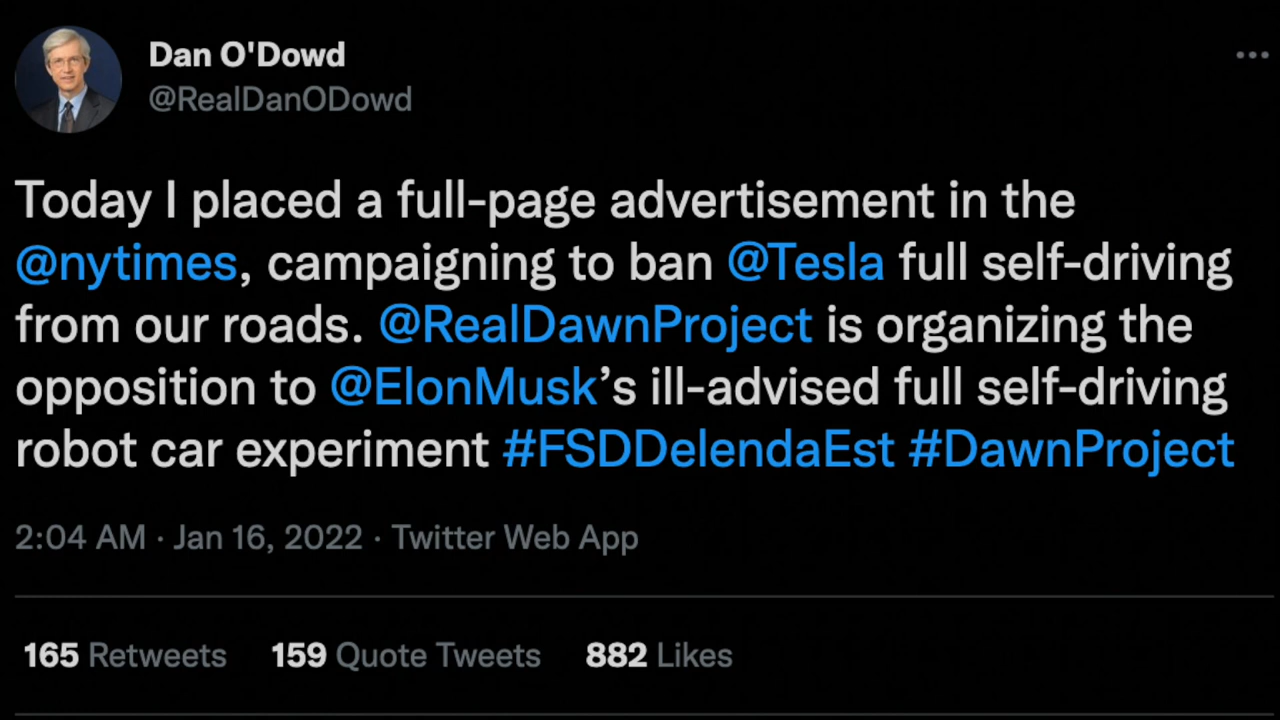 Dan O'Dowd
@RealDanODowd
Today I placed a full-page advertisement in the
@nytimes, campaigning to ban @Tesla full self-driving
from our roads. @RealDawnProject is organizing the
opposition to @ElonMusk’s ill-advised full self-driving
robot car experiment #FSDDelendaEst #DawnProject
2:04 AM · Jan 16, 2022 · Twitter Web App
165 Retweets 159 Quote Tweets 882 Likes